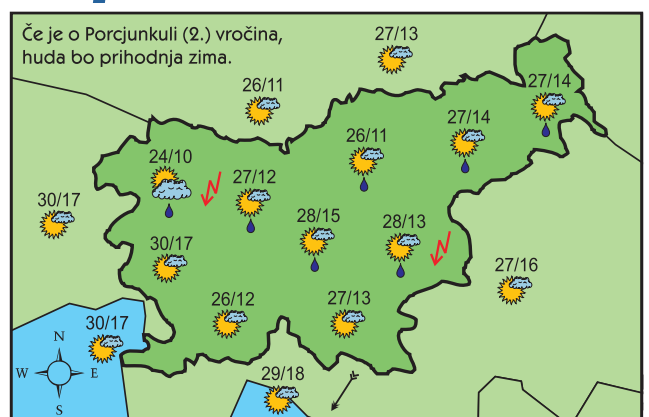 Če je o Porcjunkuli (2.) vročina,
huda bo prihodnja zima.
27/13
26/11
27/14
27/14
26/11
24/10
27/12
30/17
28/15
28/13
30/17
27/16
26/12
27/13
30/17
29/18
N
W
E
S